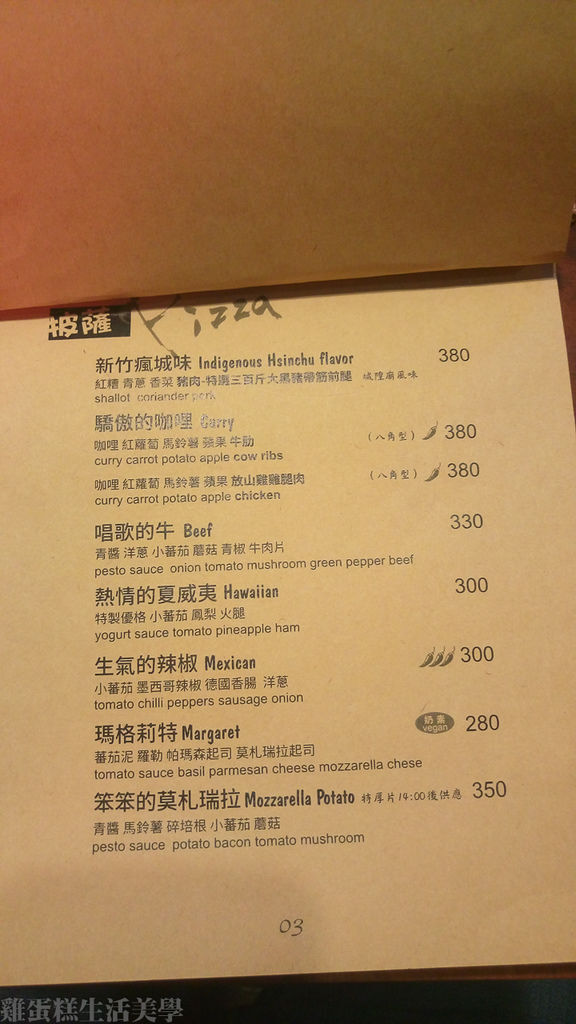 披薩 Pizza
新竹瘋城味 Indigenous Hsinchu flavor 380
紅糟 青蔥 香菜 豬肉-特選三百斤大黑豬帶筋前腿 城隍廟風味
shallot coriander pork
驕傲的咖哩 Curry
咖哩 紅蘿蔔 馬鈴薯 蘋果 牛肋 (八角型) 380
curry carrot potato apple cow ribs
咖哩 紅蘿蔔 馬鈴薯 蘋果 放山雞雞腿肉 (八角型) 380
curry carrot potato apple chicken
唱歌的牛 Beef 330
青醬 洋蔥 小蕃茄 蘑菇 青椒 牛肉片
pesto sauce onion tomato mushroom green pepper beef
熱情的夏威夷 Hawaiian 300
特製優格 小蕃茄 鳳梨 火腿
yogurt sauce tomato pineapple ham
生氣的辣椒 Mexican 300
小蕃茄 墨西哥辣椒 德國香腸 洋蔥
tomato chilli peppers sausage onion
瑪格莉特 Margaret 奶素 vegan 280
蕃茄泥 羅勒 帕瑪森起司 莫札瑞拉起司
tomato sauce basil parmesan cheese mozzarella chese
笨笨的莫札瑞拉 Mozzarella Potato 特厚片14:00後供應 350
青醬 馬鈴薯 碎培根 小蕃茄 蘑菇
pesto sauce potato bacon tomato mushroom
03
雞蛋糕生活美學